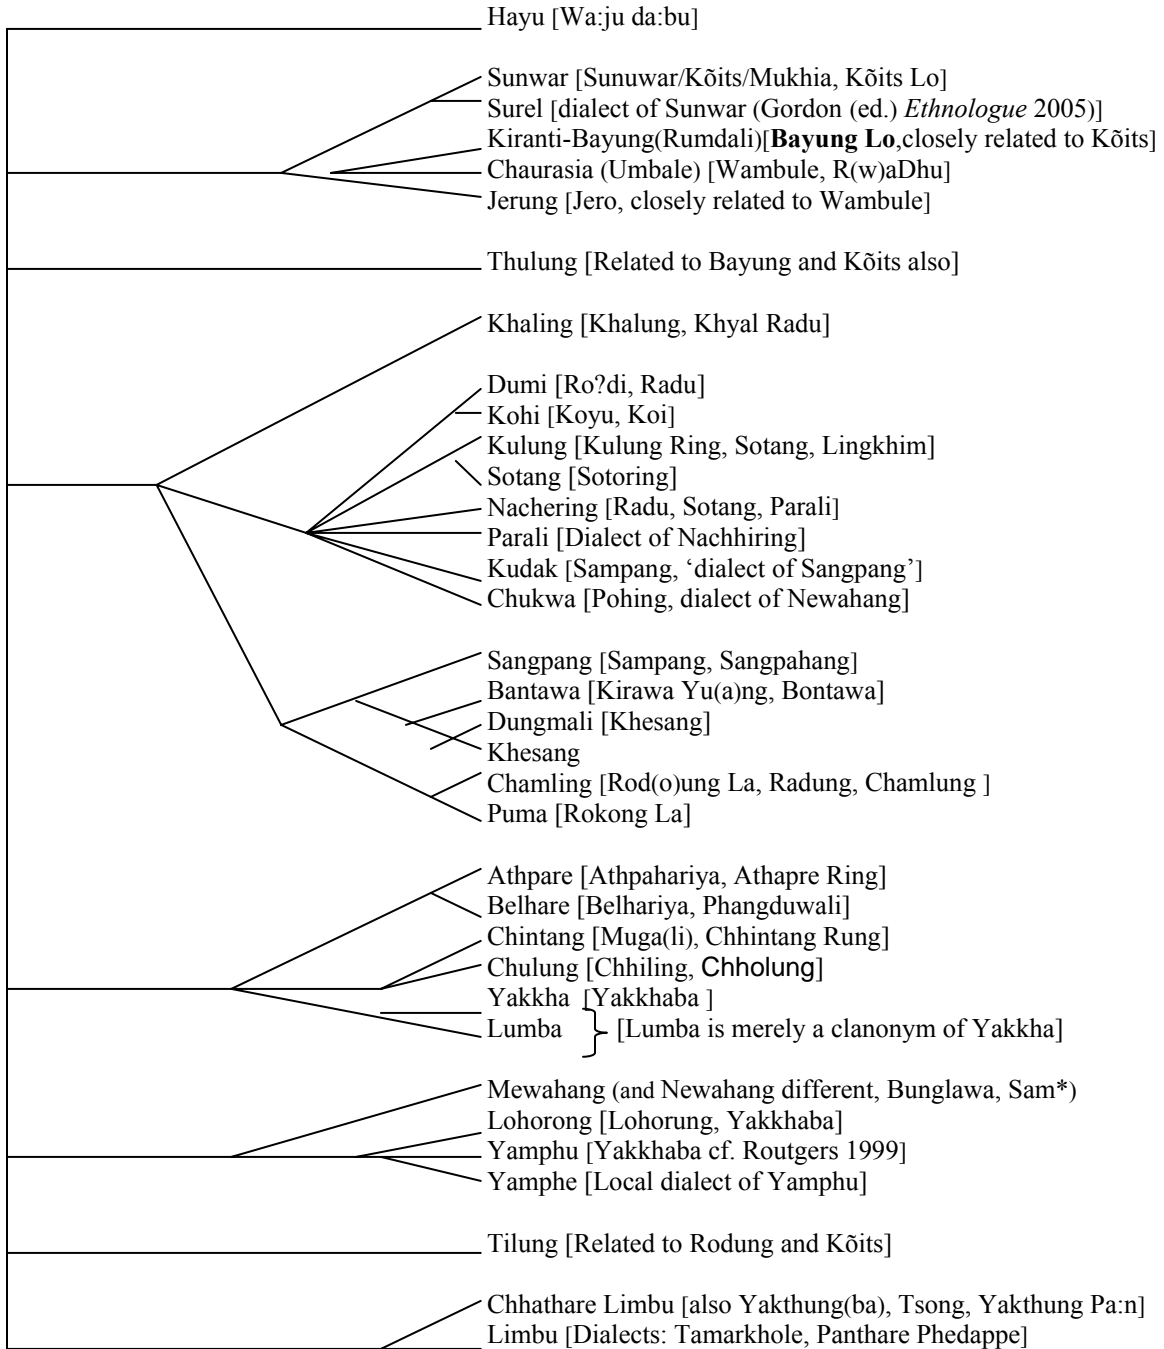 Hayu [Wa:ju da:bu]
Sunwar [Sunuwar/Kõits/Mukhia, Kõits Lo]
Surel [dialect of Sunwar (Gordon (ed.) Ethnologue 2005)]
Kiranti-Bayung(Rumdali)[Bayung Lo,closely related to Kõits]
Chaurasia (Umbale) [Wambule, R(w)aDhu]
Jerung [Jero, closely related to Wambule]
Thulung [Related to Bayung and Kõits also]
Khaling [Khalung, Khyal Radu]
Dumi [Ro?di, Radu]
Kohi [Koyu, Koi]
Kulung [Kulung Ring, Sotang, Lingkhim]
Sotang [Sotoring]
Nachering [Radu, Sotang, Parali]
Parali [Dialect of Nachhiring]
Kudak [Sampang, ‘dialect of Sangpang’]
Chukwa [Pohing, dialect of Newahang]
Sangpang [Sampang, Sangpahang]
Bantawa [Kirawa Yu(a)ng, Bontawa]
Dungmali [Khesang]
Khesang
Chamling [Rod(o)ung La, Radung, Chamlung ]
Puma [Rokong La]
Athpare [Athpahariya, Athapre Ring]
Belhare [Belhariya, Phangduwali]
Chintang [Muga(li), Chhintang Rung]
Chulung [Chhiling, Chholung]
Yakkha [Yakkhaba ]
Lumba [Lumba is merely a clanonym of Yakkha]
Mewahang (and Newahang different, Bunglawa, Sam*)
Lohorong [Lohorung, Yakkhaba]
Yamphu [Yakkhaba cf. Routgers 1999]
Yamphe [Local dialect of Yamphu]
Tilung [Related to Rodung and Kõits]
Chhathare Limbu [also Yakthung(ba), Tsong, Yakthung Pa:n]
Limbu [Dialects: Tamarkhole, Panthare Phedappe]